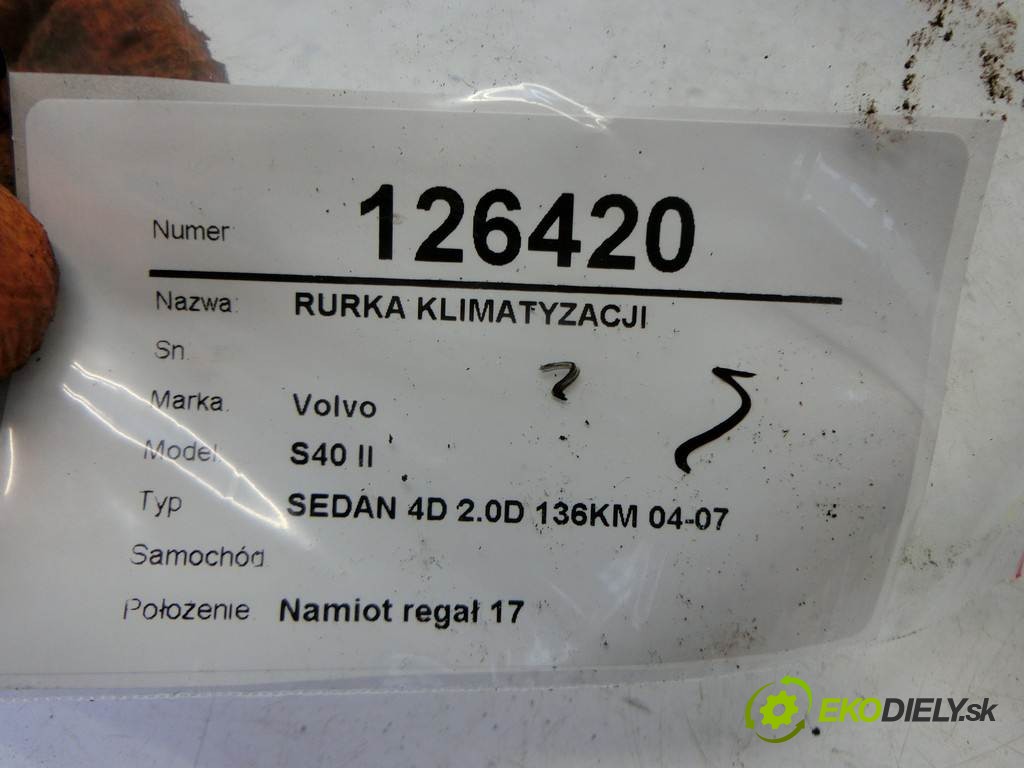 Numer: 126420
Nazwa: RURKA KLIMATYZACJI
Sn.
Marka: Volvo
Model: S40 II
Typ SEDAN 4D 2.0D 136KM 04-07
Samochód
Położenie Namiot regał 17
EKODIELY.sk